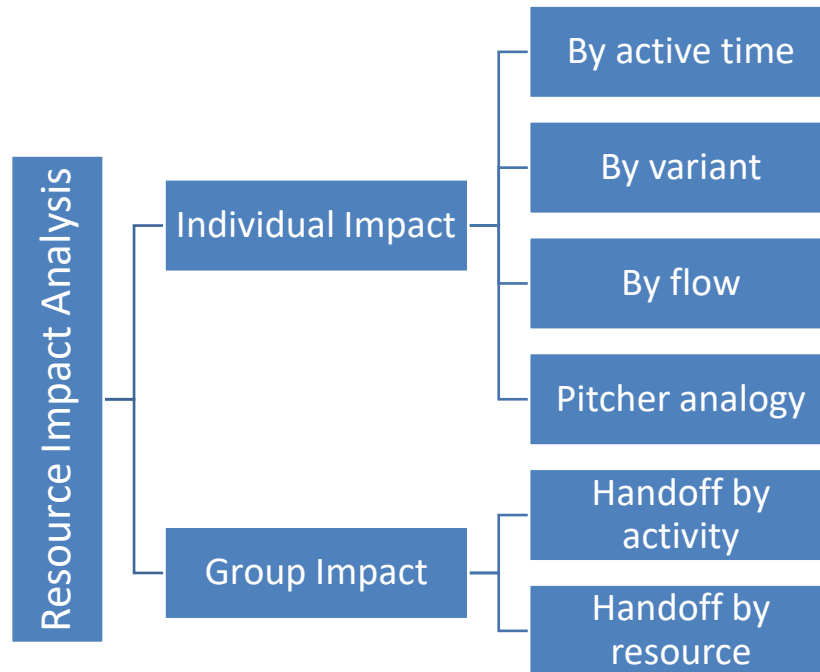 Resource Impact Analysis
Individual Impact
By active time
By variant
By flow
Pitcher analogy
Group Impact
Handoff by
activity
Handoff by
resource